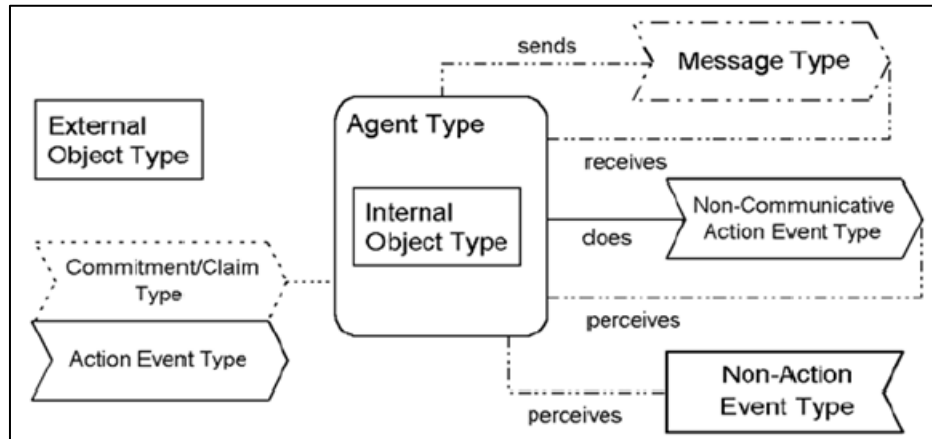 sends
Message Type
External
Object Type
Agent Type
receives
Internal
Object Type
Non-Communicative
Action Event Type
does
Commitment/Claim
Type
perceives
Action Event Type
Non-Action
Event Type
perceives